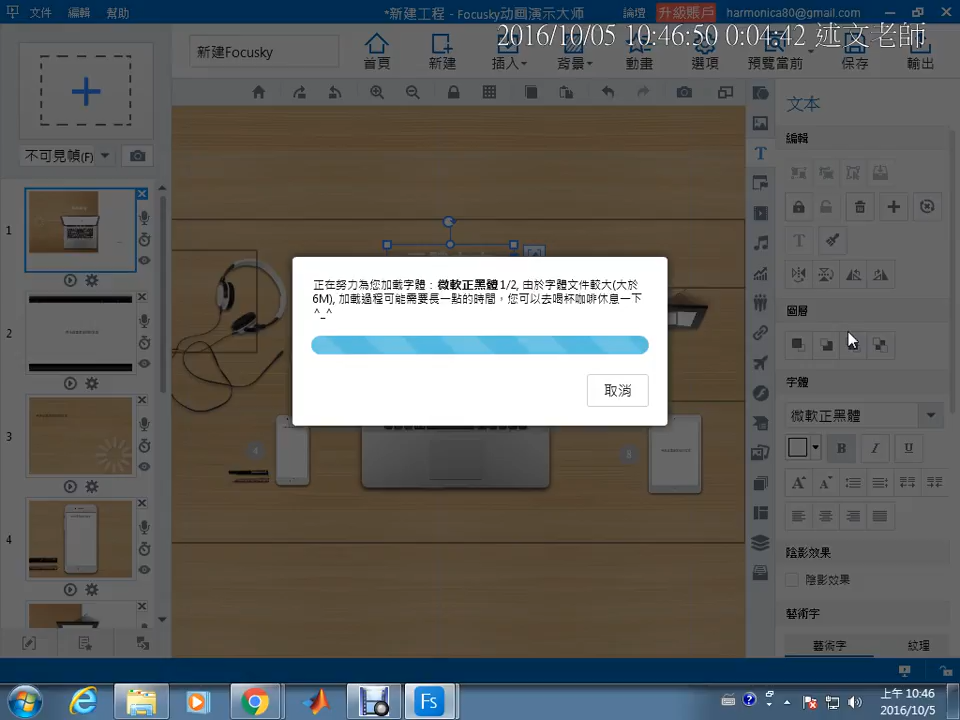 文件 編輯 幫助
*新建工程 - Focusky动画演示大师
論壇 升級賬戶 harmonica80@gmail.com
2016/10/05 10:46:50 0:04:42 述文老師
新建Focusky
首頁 新建 插入 背景 動畫 選項 預覽當前 保存 輸出
不可見幀(F)
1
2
3
4
正在努力為您加載字體：微軟正黑體1/2, 由於字體文件較大(大於
6M), 加載過程可能需要長一點的時間，您可以去喝杯咖啡休息一下
^_^
取消
文本
編輯
圖層
字體
微軟正黑體
B I U
陰影效果
陰影效果
藝術字
藝術字 紋理
Fs
上午 10:46
2016/10/5